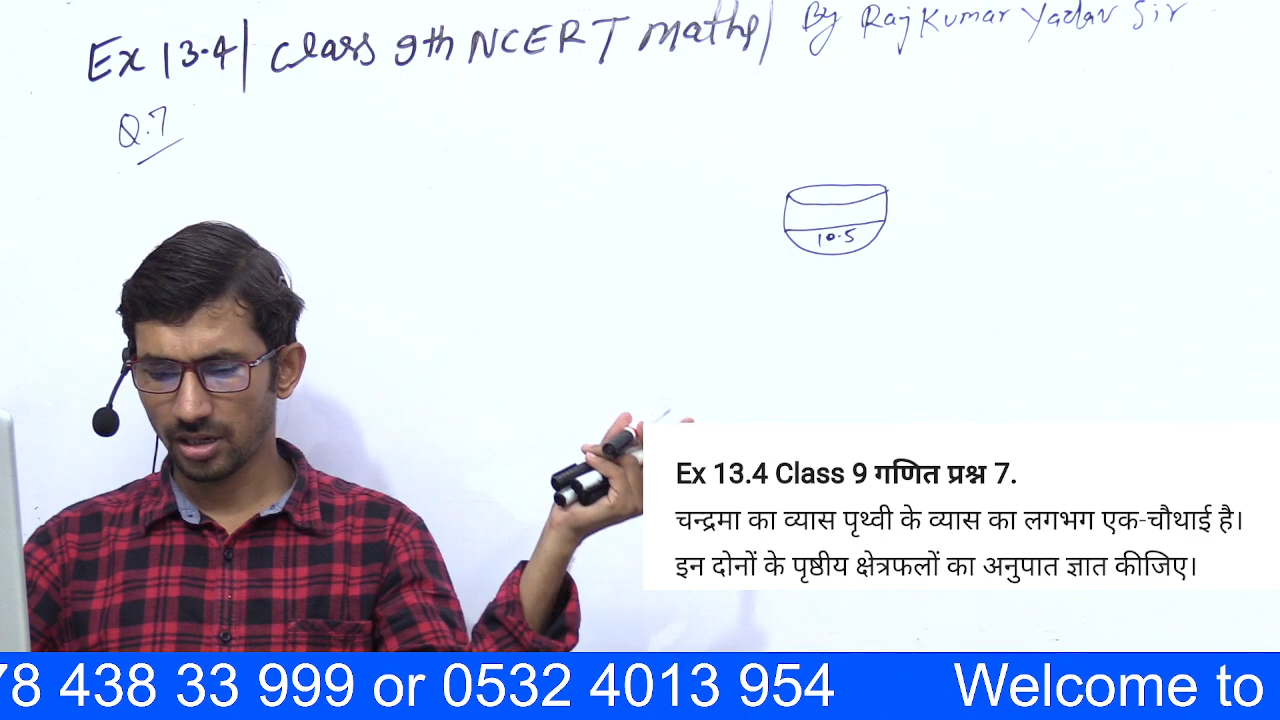 Ex 13.4 | Class 9th NCERT maths | By Raj Kumar Yadav Sir
Q.7
10.5
Ex 13.4 Class 9 गणित प्रश्न 7.
चन्द्रमा का व्यास पृथ्वी के व्यास का लगभग एक-चौथाई है।
इन दोनों के पृष्ठीय क्षेत्रफलों का अनुपात ज्ञात कीजिए।
78 438 33 999 or 0532 4013 954 Welcome to